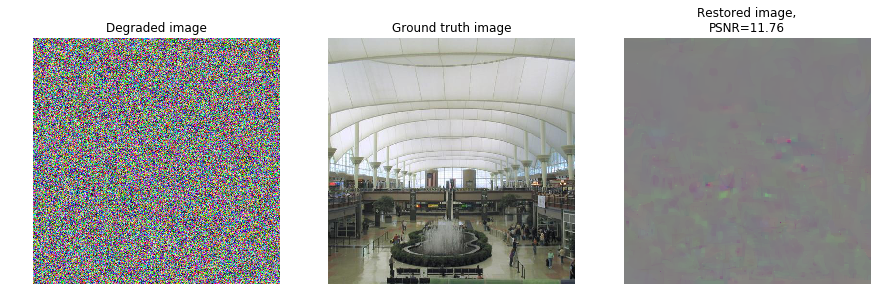 Degraded image
Ground truth image
Restored image,
PSNR=11.76